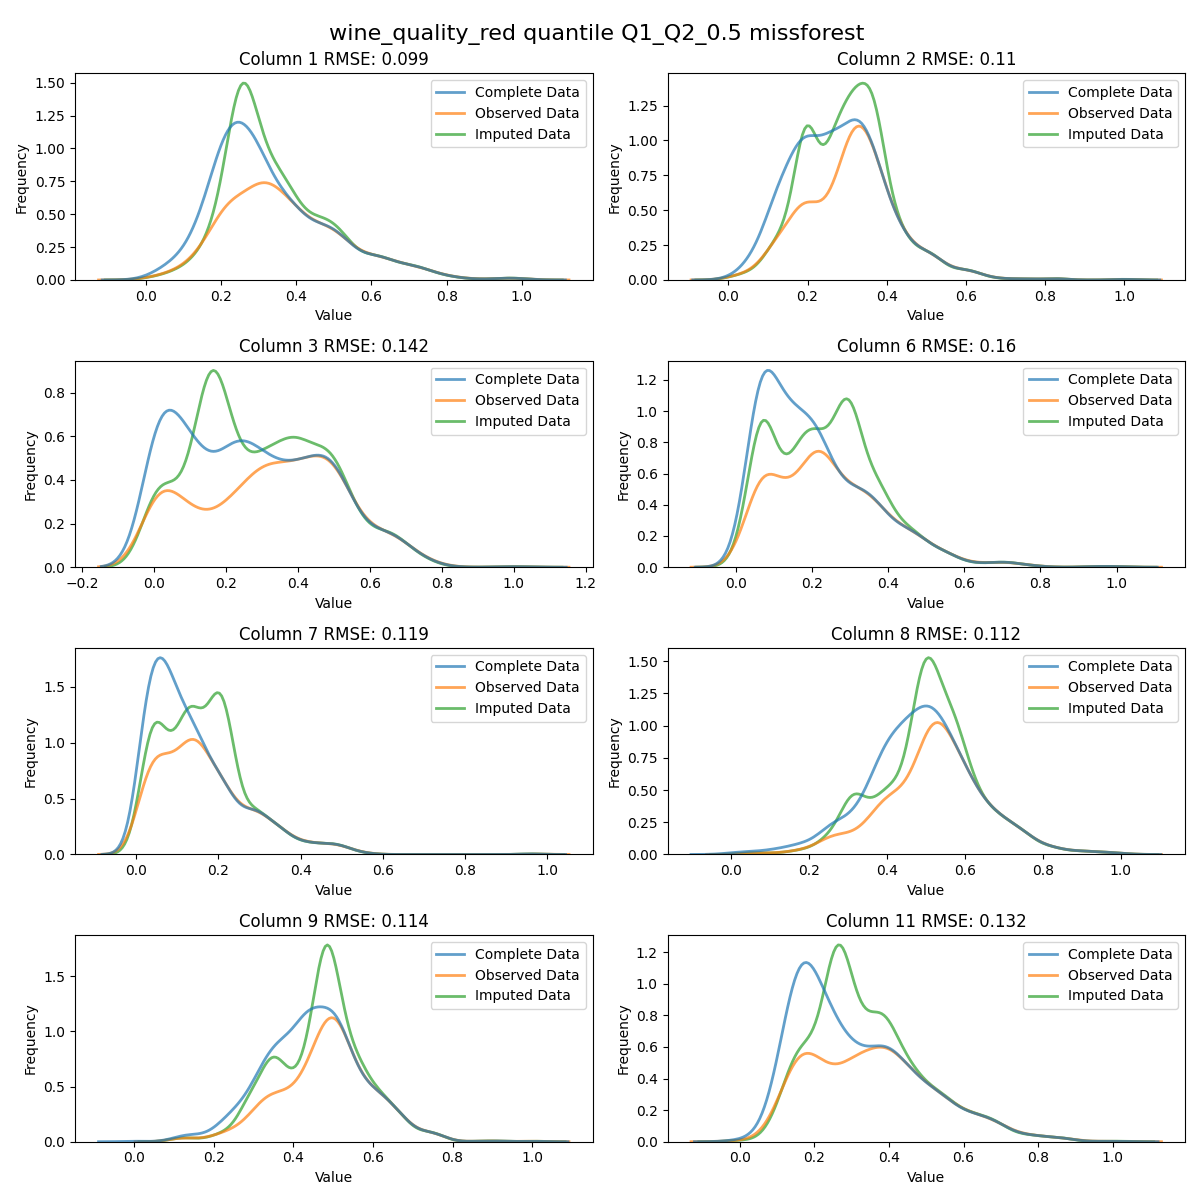 wine_quality_red quantile Q1_Q2_0.5 missforest
Column 1 RMSE: 0.099
Frequency
1.50
1.25
1.00
0.75
0.50
0.25
0.00
Complete Data
Observed Data
Imputed Data
0.0 0.2 0.4 0.6 0.8 1.0
Value
Column 2 RMSE: 0.11
Frequency
1.25
1.00
0.75
0.50
0.25
0.00
Complete Data
Observed Data
Imputed Data
0.0 0.2 0.4 0.6 0.8 1.0
Value
Column 3 RMSE: 0.142
Frequency
0.8
0.6
0.4
0.2
0.0
Complete Data
Observed Data
Imputed Data
−0.2 0.0 0.2 0.4 0.6 0.8 1.0 1.2
Value
Column 6 RMSE: 0.16
Frequency
1.2
1.0
0.8
0.6
0.4
0.2
0.0
Complete Data
Observed Data
Imputed Data
0.0 0.2 0.4 0.6 0.8 1.0
Value
Column 7 RMSE: 0.119
Frequency
1.5
1.0
0.5
0.0
Complete Data
Observed Data
Imputed Data
0.0 0.2 0.4 0.6 0.8 1.0
Value
Column 8 RMSE: 0.112
Frequency
1.50
1.25
1.00
0.75
0.50
0.25
0.00
Complete Data
Observed Data
Imputed Data
0.0 0.2 0.4 0.6 0.8 1.0
Value
Column 9 RMSE: 0.114
Frequency
1.5
1.0
0.5
0.0
Complete Data
Observed Data
Imputed Data
0.0 0.2 0.4 0.6 0.8 1.0
Value
Column 11 RMSE: 0.132
Frequency
1.2
1.0
0.8
0.6
0.4
0.2
0.0
Complete Data
Observed Data
Imputed Data
0.0 0.2 0.4 0.6 0.8 1.0
Value